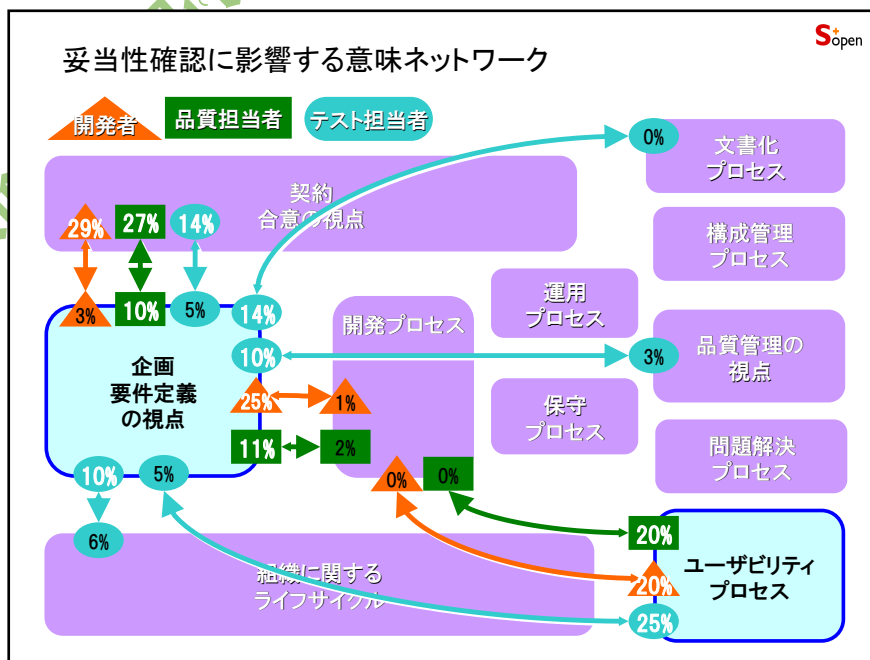 S+open
妥当性確認に影響する意味ネットワーク
開発者
品質担当者
テスト担当者
契約
合意の視点
29%
27%
14%
3%
10%
5%
14%
10%
25%
11%
10%
5%
企画
要件定義
の視点
開発プロセス
1%
2%
0%
0%
運用
プロセス
保守
プロセス
0%
文書化
プロセス
構成管理
プロセス
3%
品質管理の
視点
問題解決
プロセス
6%
組織に関する
ライフサイクル
20%
20%
25%
ユーザビリティ
プロセス